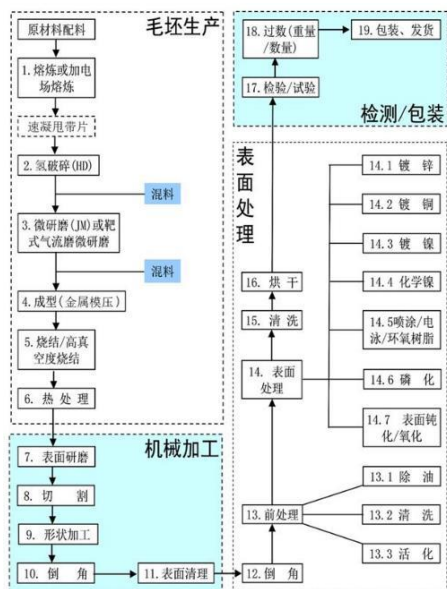 毛坯生产
原材料配料
1.熔炼或加电
场熔炼
速凝甩带片
2.氢破碎(HD)
混料
3.微研磨(JM)或靶
式气流磨微研磨
混料
4.成型(金属模压)
5.烧结/高真
空度烧结
6.热处理
机械加工
7.表面研磨
8.切割
9.形状加工
10.倒角
11.表面清理
表面处理
12.倒角
13.前处理
13.1除油
13.2清洗
13.3活化
14.表面
处理
14.1镀锌
14.2镀铜
14.3镀镍
14.4化学镍
14.5喷涂/电
泳/环氧树脂
14.6磷化
14.7表面钝
化/氧化
15.清洗
16.烘干
检测/包装
17.检验/试验
18.过数(重量
/数量)
19.包装、发货